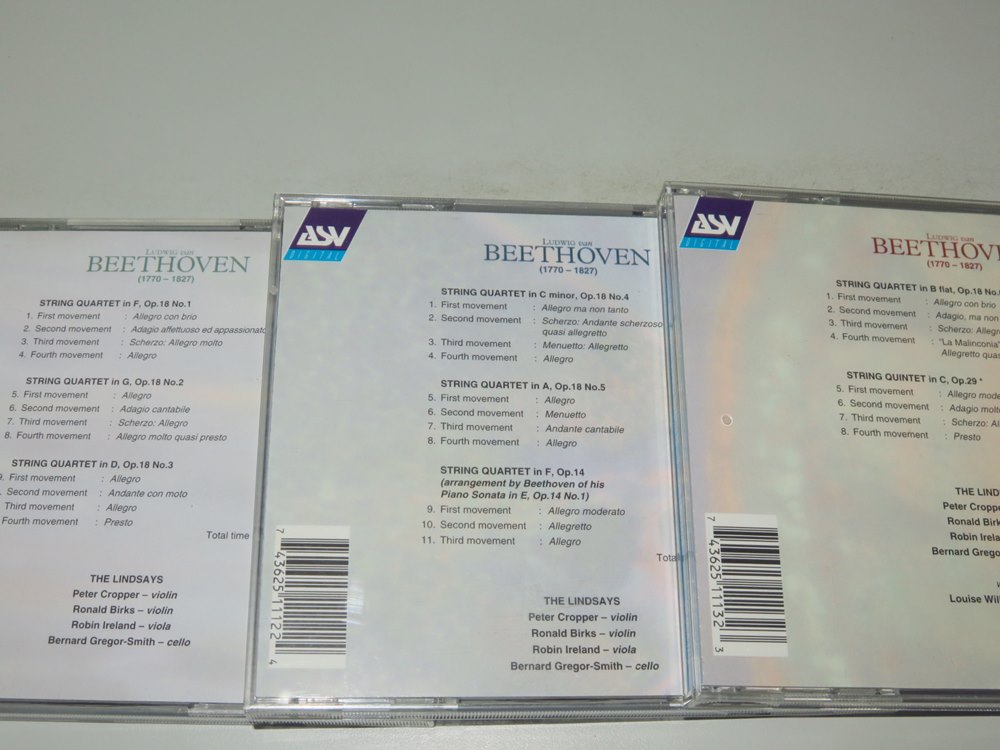 LUDWIG van
BEETHOVEN
(1770 – 1827)
STRING QUARTET in F, Op.18 No.1
1. First movement : Allegro con brio
2. Second movement : Adagio affettuoso ed appassionato
3. Third movement : Scherzo: Allegro molto
4. Fourth movement : Allegro
STRING QUARTET in G, Op.18 No.2
5. First movement : Allegro
6. Second movement : Adagio cantabile
7. Third movement : Scherzo: Allegro
8. Fourth movement : Allegro molto quasi presto
STRING QUARTET in D, Op.18 No.3
9. First movement : Allegro
. Second movement : Andante con moto
Third movement : Allegro
Fourth movement : Presto
Total time
THE LINDSAYS
Peter Cropper – violin
Ronald Birks – violin
Robin Ireland – viola
Bernard Gregor-Smith – cello
ASV
DIGITAL
LUDWIG van
BEETHOVEN
(1770 – 1827)
STRING QUARTET in C minor, Op.18 No.4
1. First movement : Allegro ma non tanto
2. Second movement : Scherzo: Andante scherzoso
quasi allegretto
3. Third movement : Menuetto: Allegretto
4. Fourth movement : Allegro
STRING QUARTET in A, Op.18 No.5
5. First movement : Allegro
6. Second movement : Menuetto
7. Third movement : Andante cantabile
8. Fourth movement : Allegro
STRING QUARTET in F, Op.14
(arrangement by Beethoven of his
Piano Sonata in E, Op.14 No.1)
9. First movement : Allegro moderato
10. Second movement : Allegretto
11. Third movement : Allegro
Total
THE LINDSAYS
Peter Cropper – violin
Ronald Birks – violin
Robin Ireland – viola
Bernard Gregor-Smith – cello
7 43625 11122 4
ASV
DIGITAL
LUDWIG van
BEETHOVE
(1770 – 1827)
STRING QUARTET in B flat, Op.18 No.
1. First movement : Allegro con brio
2. Second movement : Adagio, ma non
3. Third movement : Scherzo: Alleg
4. Fourth movement : "La Malinconia"
Allegretto quas
STRING QUINTET in C, Op.29 *
5. First movement : Allegro mode
6. Second movement : Adagio molto
7. Third movement : Scherzo: Al
8. Fourth movement : Presto
THE LIND
Peter Croppe
Ronald Birk
Robin Irela
Bernard Grego
Louise Wil
7 43625 11132 3